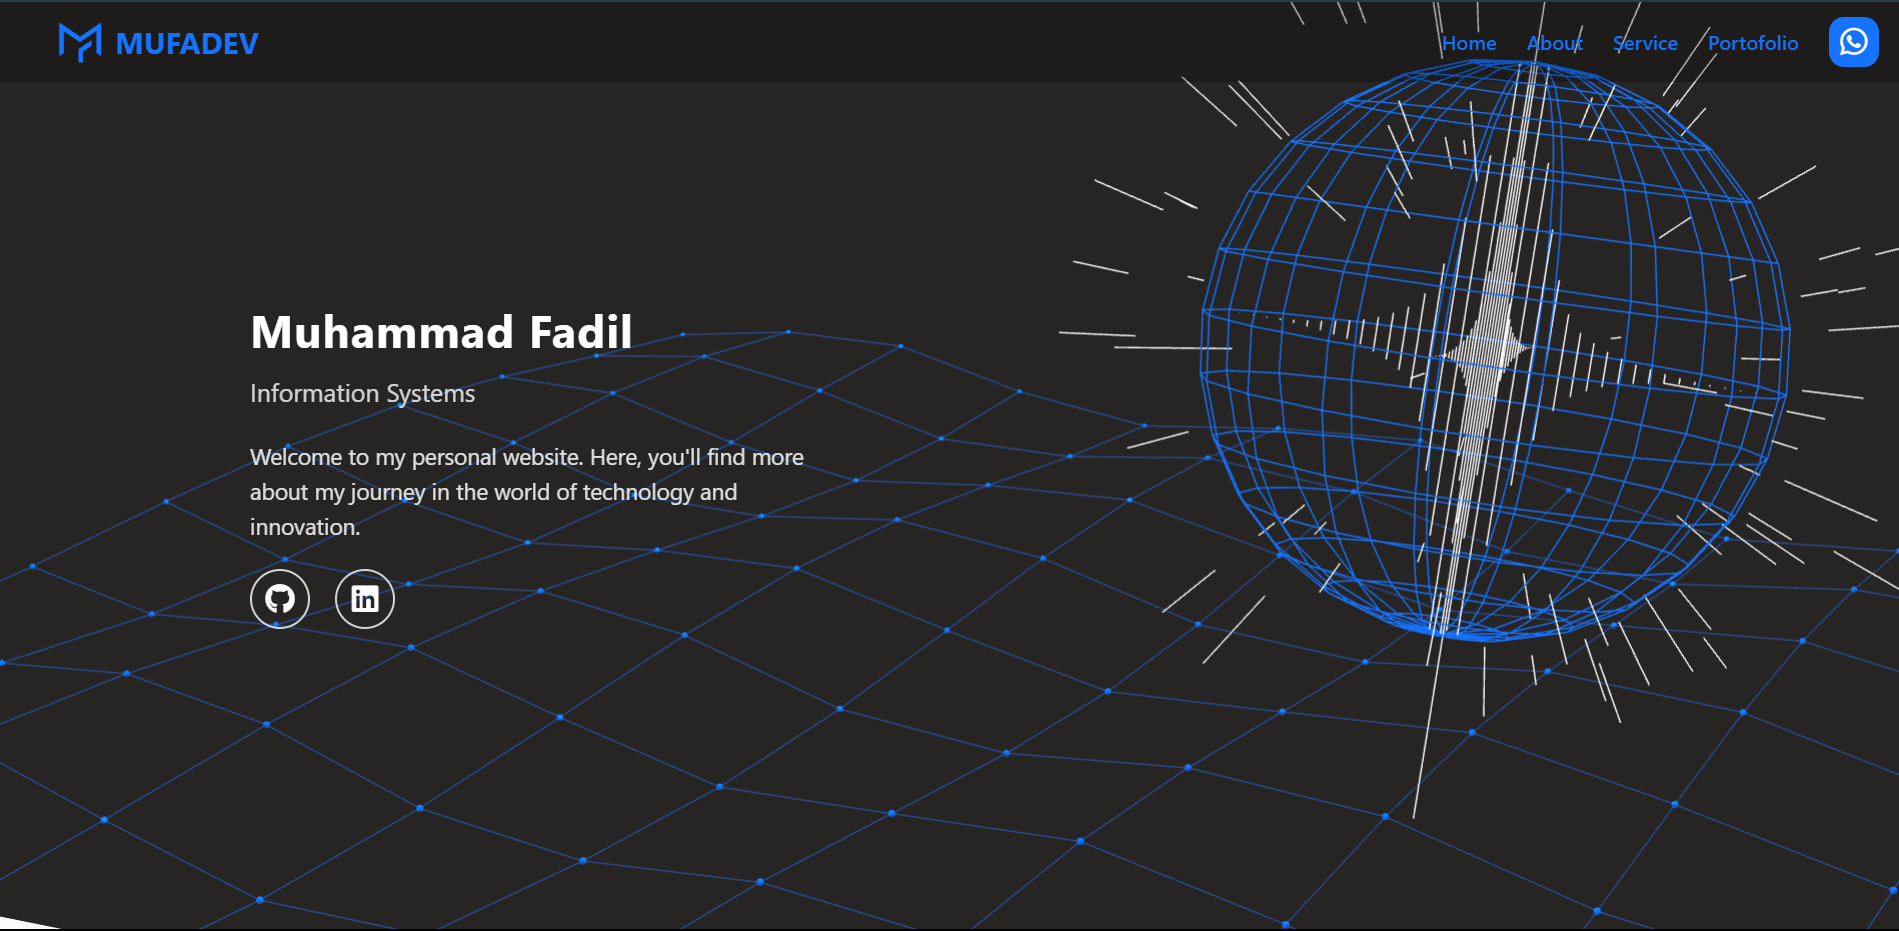 MUFADEV
Home About Service Portofolio
Muhammad Fadil
Information Systems
Welcome to my personal website. Here, you'll find more
about my journey in the world of technology and
innovation.
in